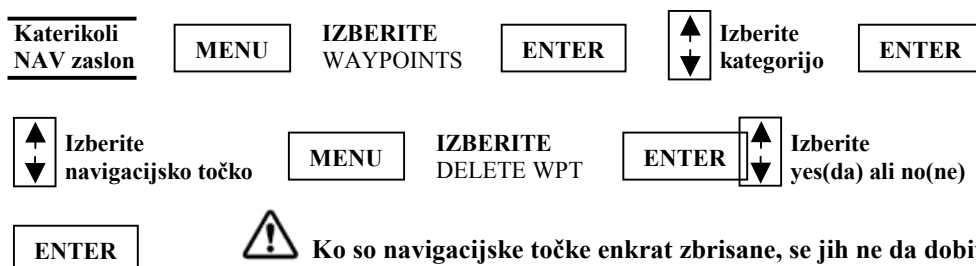 Katerikoli
NAV zaslon
MENU
IZBERITE
WAYPOINTS
ENTER
Izberite
kategorijo
ENTER
Izberite
navigacijsko točko
MENU
IZBERITE
DELETE WPT
ENTER
Izberite
yes(da) ali no(ne)
ENTER
Ko so navigacijske točke enkrat zbrisane, se jih ne da